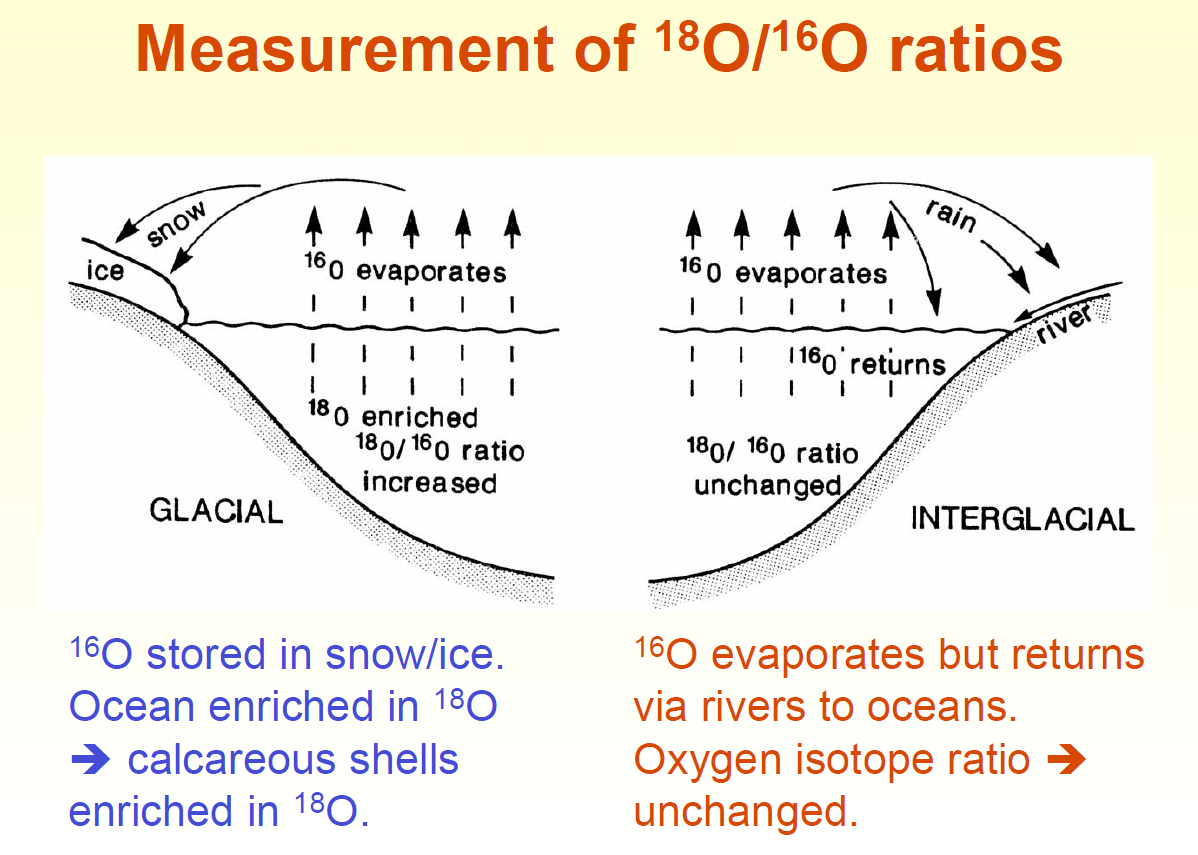 Measurement of ¹⁸O/¹⁶O ratios
snow
ice
¹⁶O evaporates
¹⁸O enriched
¹⁸O/¹⁶O ratio
increased
GLACIAL
rain
¹⁶O evaporates
river
¹⁶O returns
¹⁸O/ ¹⁶O ratio
unchanged
INTERGLACIAL
¹⁶O stored in snow/ice.
Ocean enriched in ¹⁸O
➔ calcareous shells
enriched in ¹⁸O.
¹⁶O evaporates but returns
via rivers to oceans.
Oxygen isotope ratio ➔
unchanged.